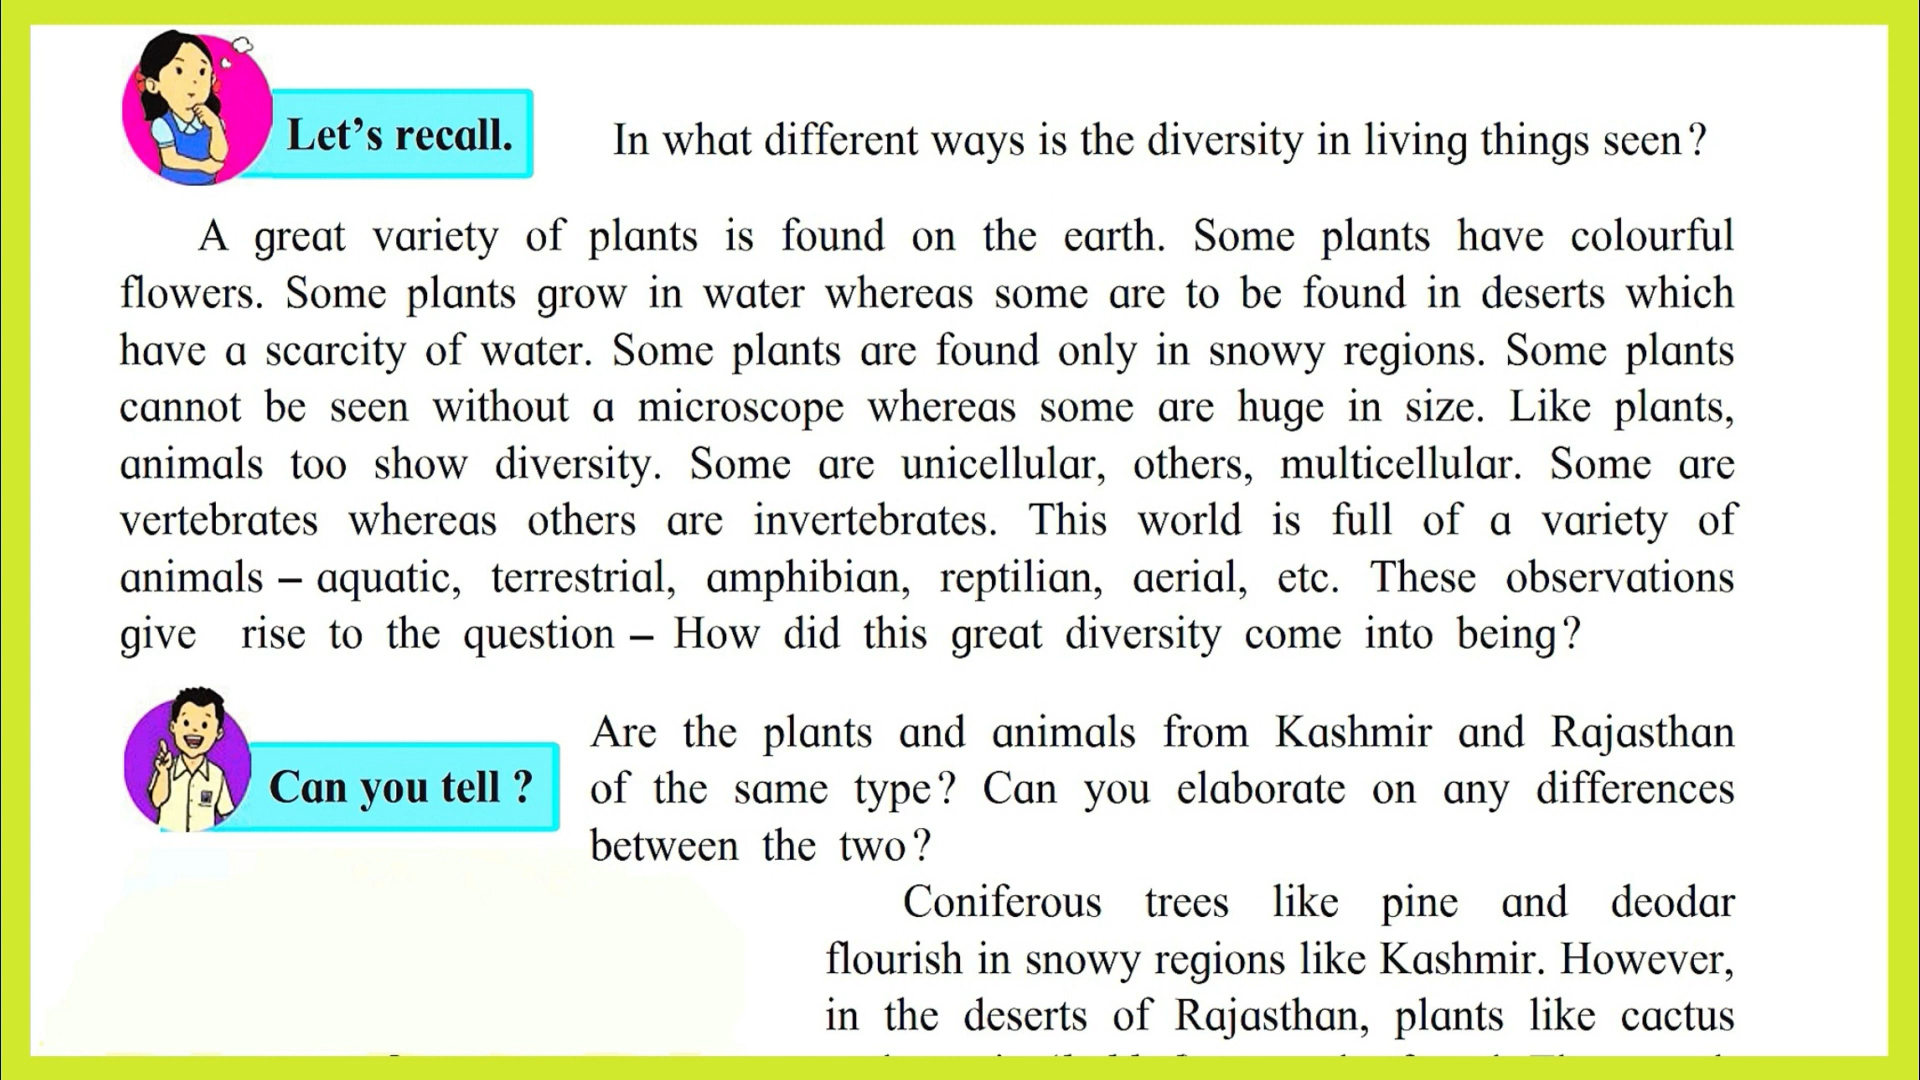 Let's recall. In what different ways is the diversity in living things seen?
A great variety of plants is found on the earth. Some plants have colourful
flowers. Some plants grow in water whereas some are to be found in deserts which
have a scarcity of water. Some plants are found only in snowy regions. Some plants
cannot be seen without a microscope whereas some are huge in size. Like plants,
animals too show diversity. Some are unicellular, others, multicellular. Some are
vertebrates whereas others are invertebrates. This world is full of a variety of
animals – aquatic, terrestrial, amphibian, reptilian, aerial, etc. These observations
give rise to the question – How did this great diversity come into being?
Can you tell ?
Are the plants and animals from Kashmir and Rajasthan
of the same type? Can you elaborate on any differences
between the two?
Coniferous trees like pine and deodar
flourish in snowy regions like Kashmir. However,
in the deserts of Rajasthan, plants like cactus